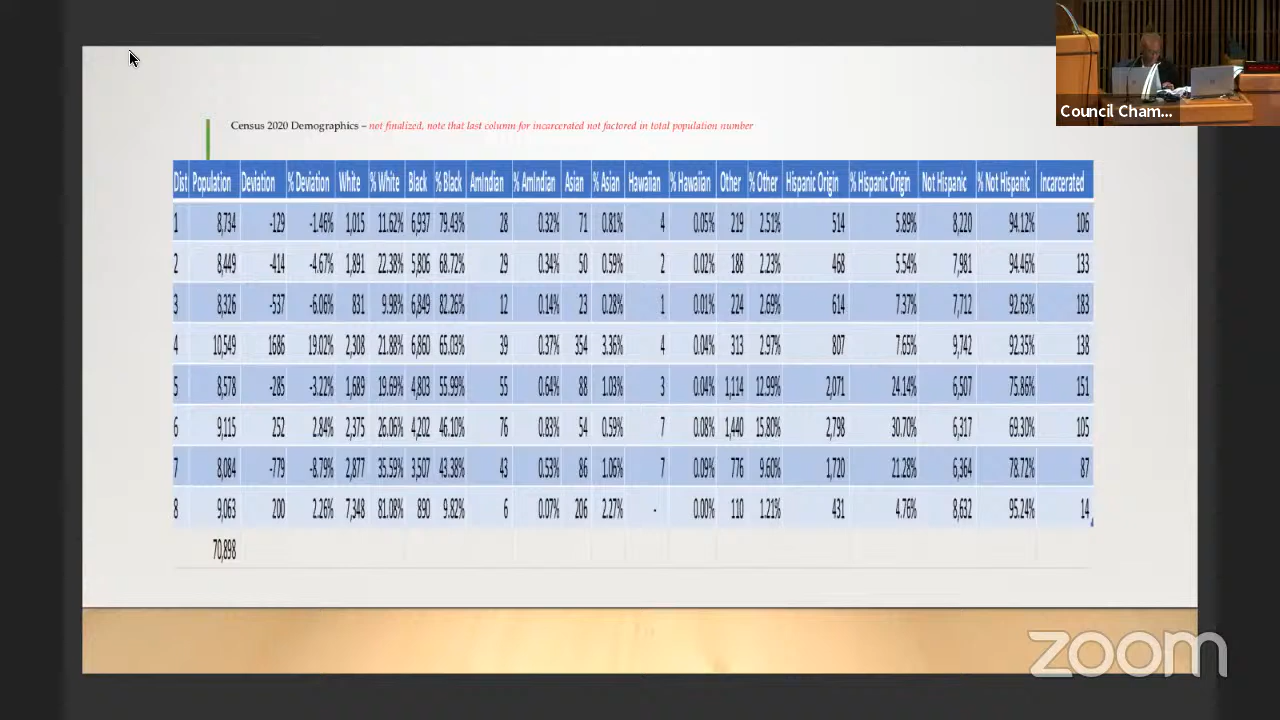 Council Cham...
Census 2020 Demographics – not finalized, note that last column for incarcerated not factored in total population number
Dist Population Deviation % Deviation White % White Black % Black AmIndian % AmIndian Asian % Asian Hawaiian % Hawaiian Other % Other Hispanic Origin % Hispanic Origin Not Hispanic % Not Hispanic Incarcerated
1 8,734 -129 -1.46% 1,015 11.62% 6,937 79.43% 28 0.32% 71 0.81% 4 0.05% 219 2.51% 514 5.89% 8,220 94.12% 106
2 8,449 -414 -4.67% 1,891 22.38% 5,806 68.72% 29 0.34% 50 0.59% 2 0.02% 188 2.23% 468 5.54% 7,981 94.46% 133
3 8,326 -537 -6.06% 831 9.98% 6,849 82.26% 12 0.14% 23 0.28% 1 0.01% 224 2.69% 614 7.37% 7,712 92.63% 183
4 10,549 1686 19.02% 2,308 21.88% 6,860 65.03% 39 0.37% 354 3.36% 4 0.04% 313 2.97% 807 7.65% 9,742 92.35% 138
5 8,578 -285 -3.22% 1,689 19.69% 4,803 55.99% 55 0.64% 88 1.03% 3 0.04% 1,114 12.99% 2,071 24.14% 6,507 75.86% 151
6 9,115 252 2.84% 2,375 26.06% 4,202 46.10% 76 0.83% 54 0.59% 7 0.08% 1,440 15.80% 2,798 30.70% 6,317 69.30% 105
7 8,084 -779 -8.79% 2,877 35.59% 3,507 43.38% 43 0.53% 86 1.06% 7 0.09% 776 9.60% 1,720 21.28% 6,364 78.72% 87
8 9,063 200 2.26% 7,348 81.08% 890 9.82% 6 0.07% 206 2.27% - 0.00% 110 1.21% 431 4.76% 8,632 95.24% 14
70,898
zoom